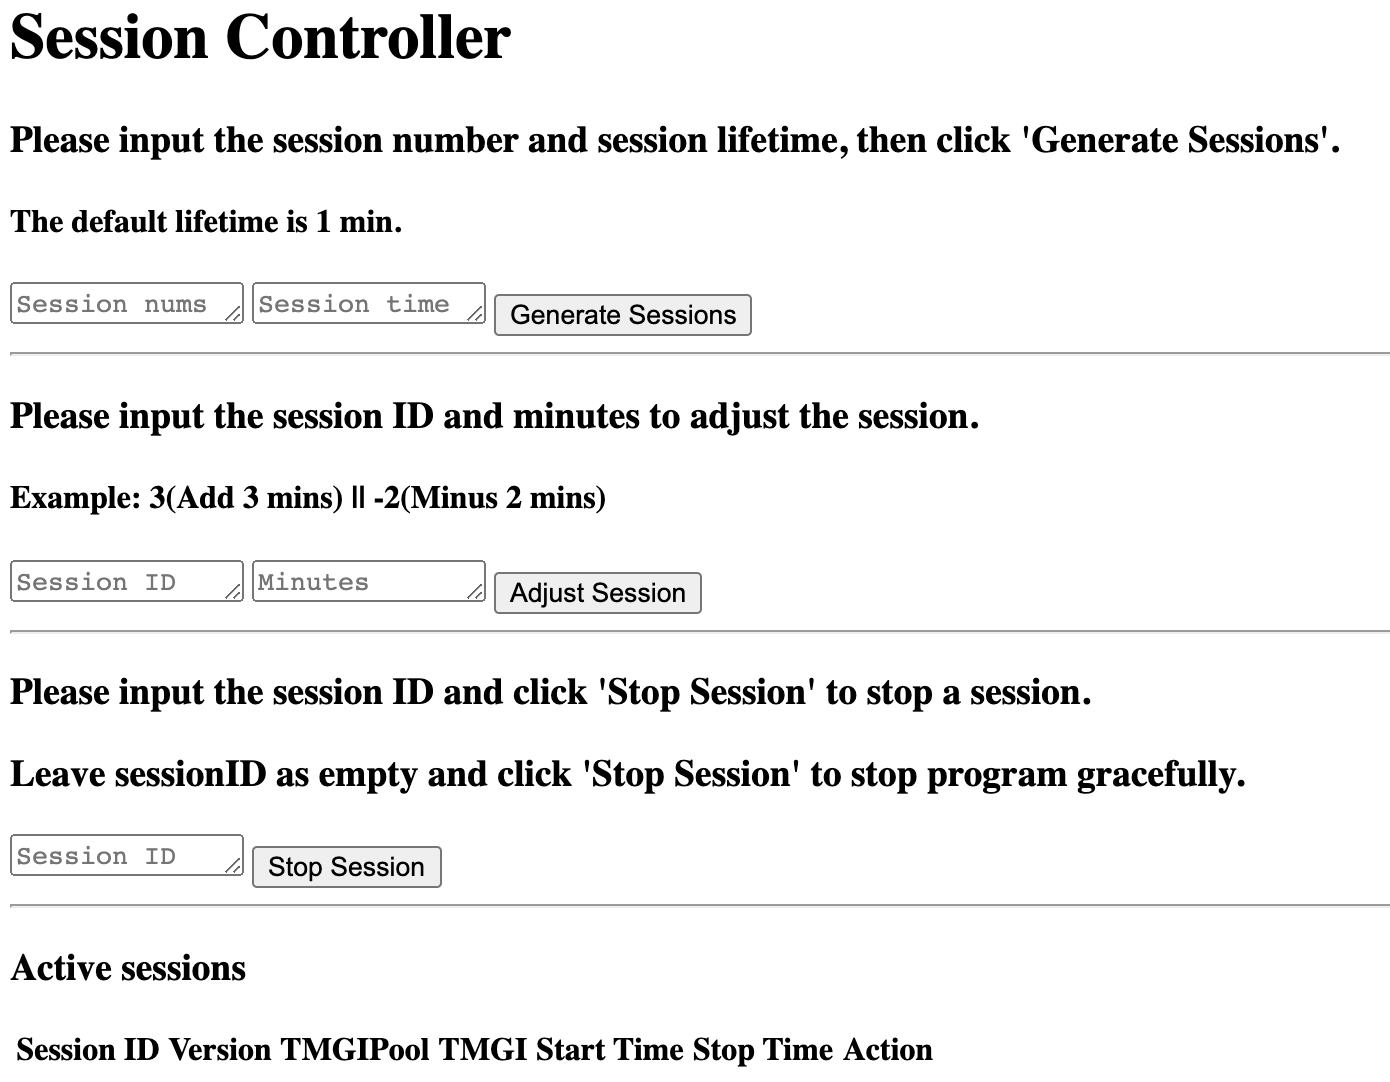 Session Controller
Please input the session number and session lifetime, then click 'Generate Sessions'.
The default lifetime is 1 min.
Session nums Session time Generate Sessions
Please input the session ID and minutes to adjust the session.
Example: 3(Add 3 mins) || -2(Minus 2 mins)
Session ID Minutes Adjust Session
Please input the session ID and click 'Stop Session' to stop a session.
Leave sessionID as empty and click 'Stop Session' to stop program gracefully.
Session ID Stop Session
Active sessions
Session ID Version TMGIPool TMGI Start Time Stop Time Action